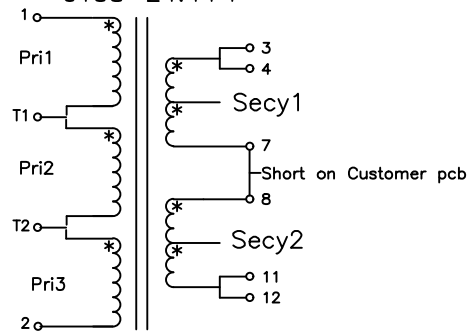 1
Pri1
T1
Pri2
T2
Pri3
2
3
4
Secy1
7
Short on Customer pcb
8
Secy2
11
12